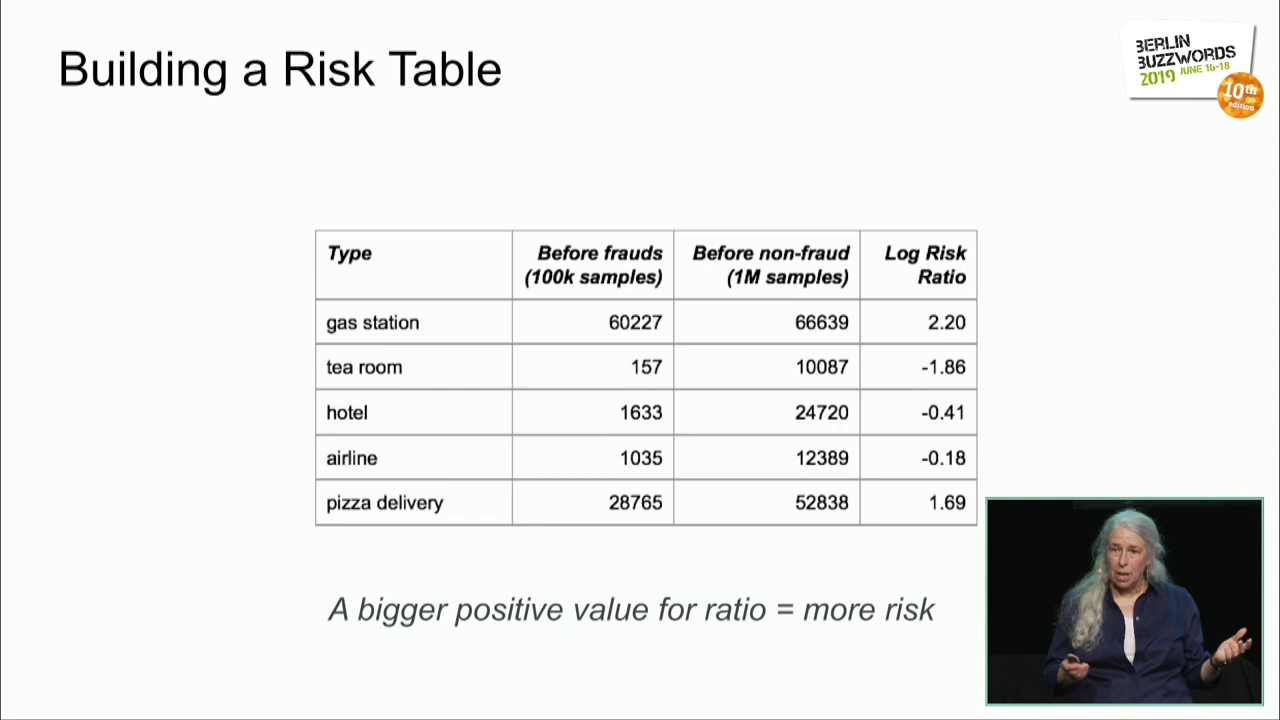 Building a Risk Table
BERLIN
BUZZWORDS
2019 JUNE 16-18
10th
edition
Type Before frauds (100k samples) Before non-fraud (1M samples) Log Risk Ratio
gas station 60227 66639 2.20
tea room 157 10087 -1.86
hotel 1633 24720 -0.41
airline 1035 12389 -0.18
pizza delivery 28765 52838 1.69
A bigger positive value for ratio = more risk